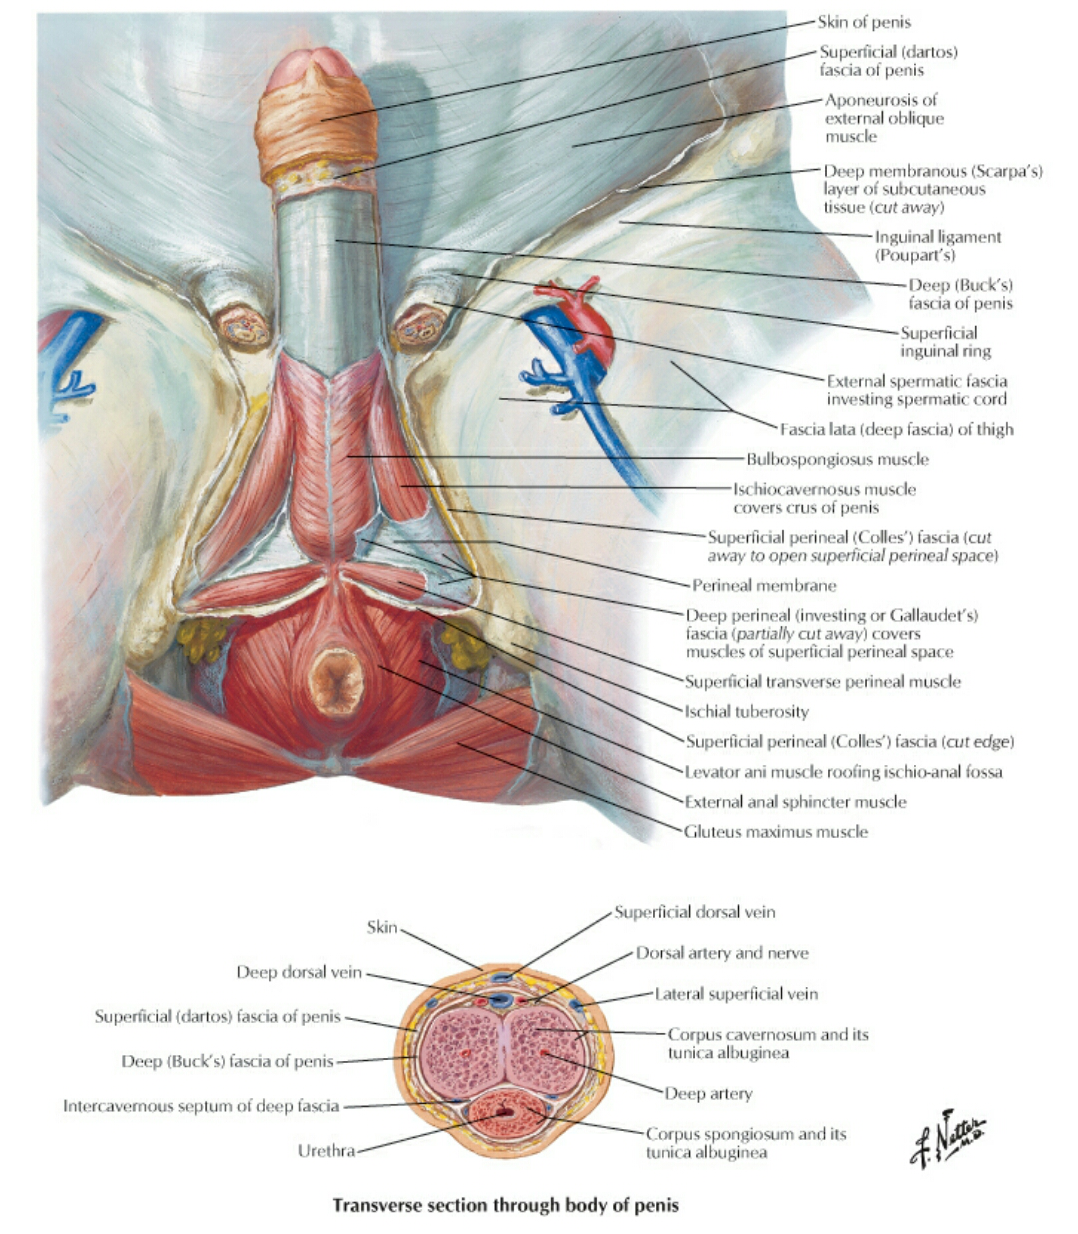 Skin of penis
Superficial (dartos)
fascia of penis
Aponeurosis of
external oblique
muscle
Deep membranous (Scarpa's)
layer of subcutaneous
tissue (cut away)
Inguinal ligament
(Poupart's)
Deep (Buck's)
fascia of penis
Superficial
inguinal ring
External spermatic fascia
investing spermatic cord
Fascia lata (deep fascia) of thigh
Bulbospongiosus muscle
Ischiocavernosus muscle
covers crus of penis
Superficial perineal (Colles') fascia (cut
away to open superficial perineal space)
Perineal membrane
Deep perineal (investing or Gallaudet's)
fascia (partially cut away) covers
muscles of superficial perineal space
Superficial transverse perineal muscle
Ischial tuberosity
Superficial perineal (Colles') fascia (cut edge)
Levator ani muscle roofing ischio-anal fossa
External anal sphincter muscle
Gluteus maximus muscle
Skin
Deep dorsal vein
Superficial (dartos) fascia of penis
Deep (Buck's) fascia of penis
Intercavernous septum of deep fascia
Urethra
Superficial dorsal vein
Dorsal artery and nerve
Lateral superficial vein
Corpus cavernosum and its
tunica albuginea
Deep artery
Corpus spongiosum and its
tunica albuginea
F. Netter
M.D.
Transverse section through body of penis